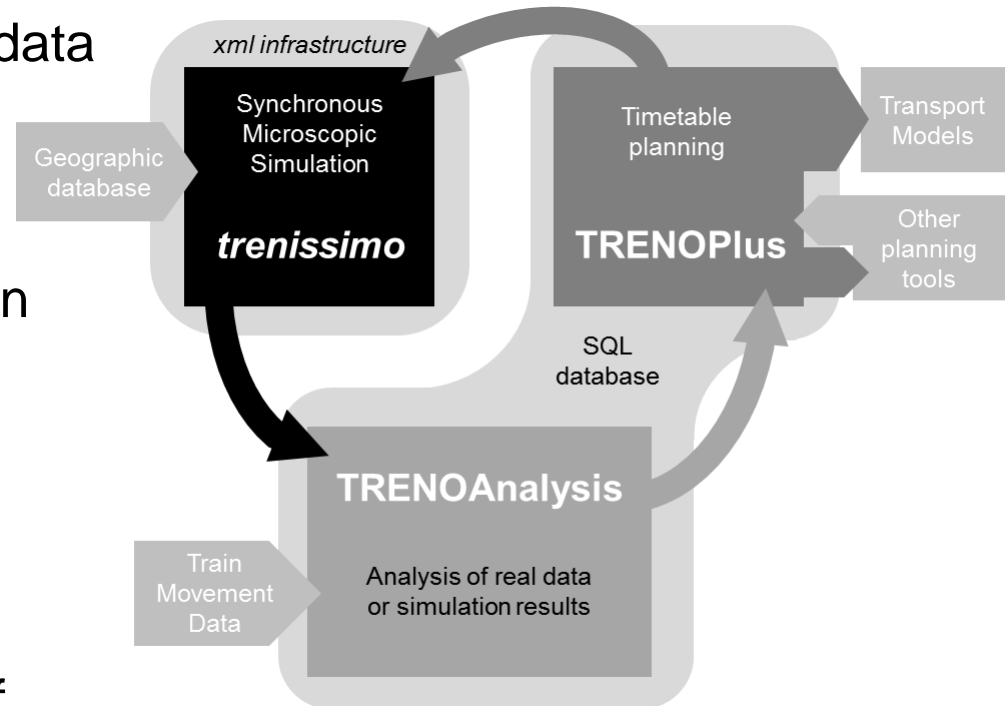 data
n
f
xml infrastructure
Synchronous
Microscopic
Simulation
trenissimo
Geographic
database
Timetable
planning
TRENOPlus
Transport
Models
Other
planning
tools
SQL
database
TRENOAnalysis
Analysis of real data
or simulation results
Train
Movement
Data